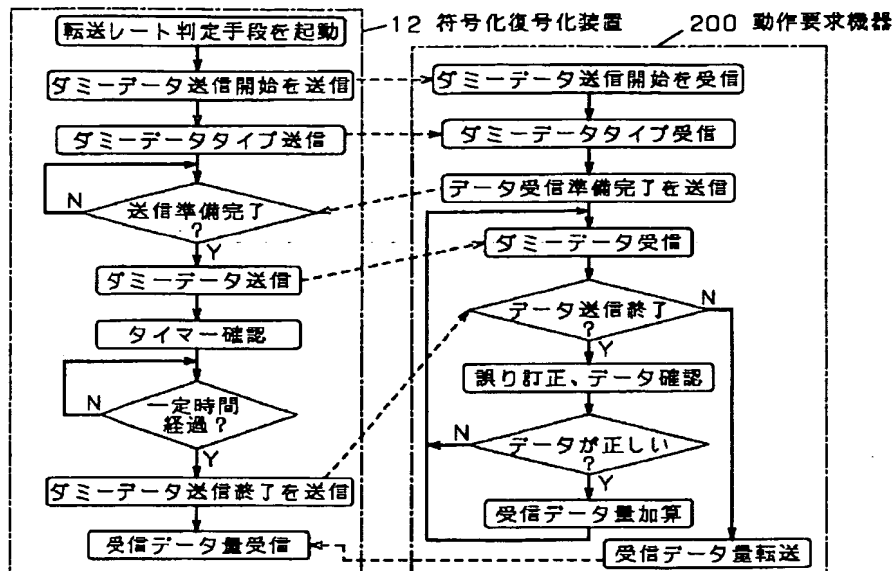 転送レート判定手段を起動
12 符号化復号化装置
200 動作要求機器
ダミーデータ送信開始を送信
ダミーデータタイプ送信
N
送信準備完了
?
Y
ダミーデータ送信
タイマー確認
N
一定時間
経過?
Y
ダミーデータ送信終了を送信
受信データ量受信
ダミーデータ送信開始を受信
ダミーデータタイプ受信
データ受信準備完了を送信
ダミーデータ受信
データ送信終了
?
N
Y
誤り訂正、データ確認
N
データが正しい
?
Y
受信データ量加算
受信データ量転送